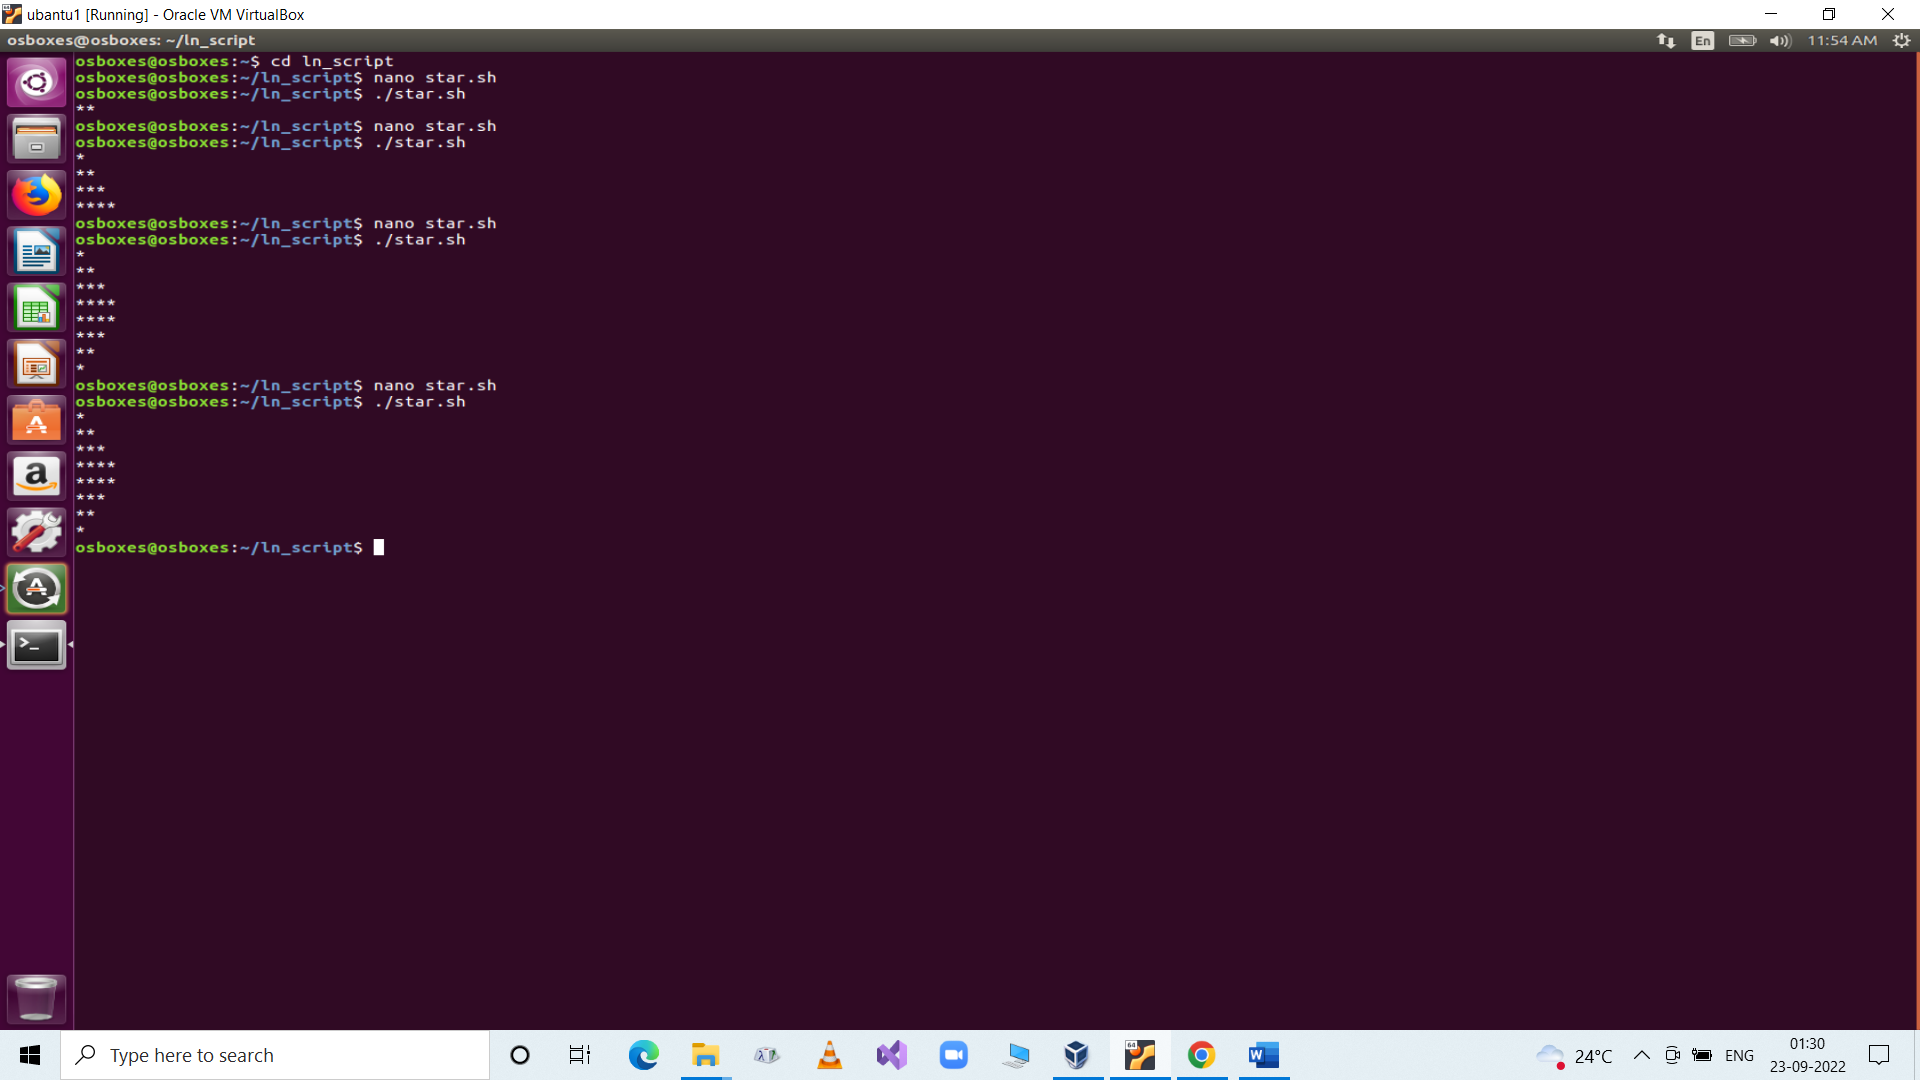 ubantu1 [Running] - Oracle VM VirtualBox
osboxes@osboxes: ~/ln_script
En
11:54 AM
osboxes@osboxes:~$ cd ln_script
osboxes@osboxes:~/ln_script$ nano star.sh
osboxes@osboxes:~/ln_script$ ./star.sh
**
osboxes@osboxes:~/ln_script$ nano star.sh
osboxes@osboxes:~/ln_script$ ./star.sh
*
**
***
****
osboxes@osboxes:~/ln_script$ nano star.sh
osboxes@osboxes:~/ln_script$ ./star.sh
*
**
***
****
****
***
**
*
osboxes@osboxes:~/ln_script$ nano star.sh
osboxes@osboxes:~/ln_script$ ./star.sh
*
**
***
****
****
***
**
*
osboxes@osboxes:~/ln_script$
Type here to search
24°C
ENG
01:30
23-09-2022